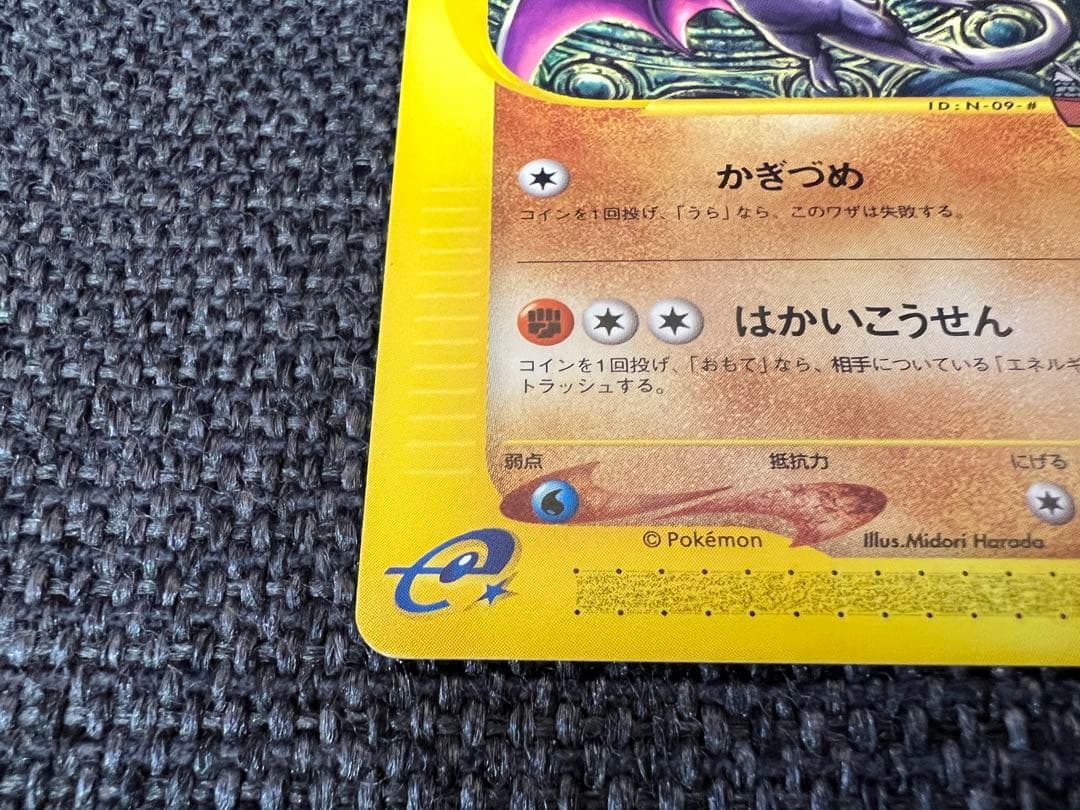 ID:N-09-#
かぎづめ
コインを1回投げ、「うら」なら、このワザは失敗する。
はかいこうせん
コインを1回投げ、「おもて」なら、相手についている「エネルギ
トラッシュする。
弱点 抵抗力 にげる
© Pokémon Illus.Midori Harada
e